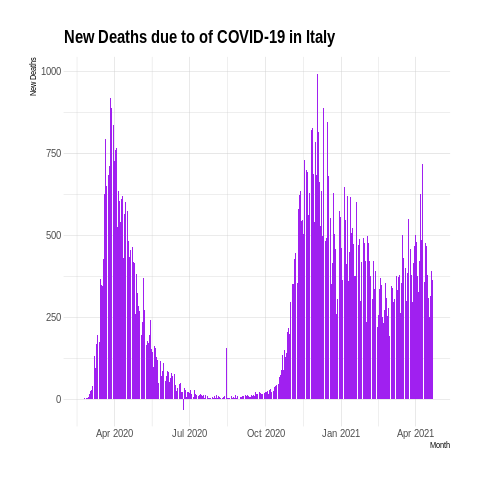 New Deaths due to of COVID-19 in Italy
New Deaths
1000
750
500
250
0
Apr 2020 Jul 2020 Oct 2020 Jan 2021 Apr 2021
Month